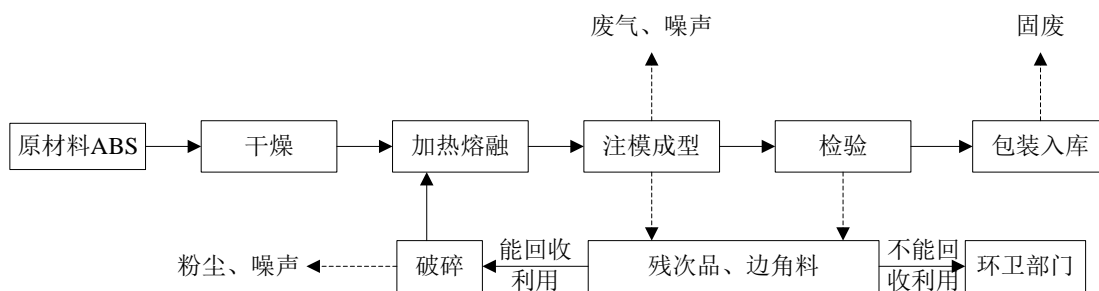 废气、噪声
固废
原材料ABS
干燥
加热熔融
注模成型
检验
包装入库
粉尘、噪声
破碎
能回收
利用
残次品、边角料
不能回
收利用
环卫部门